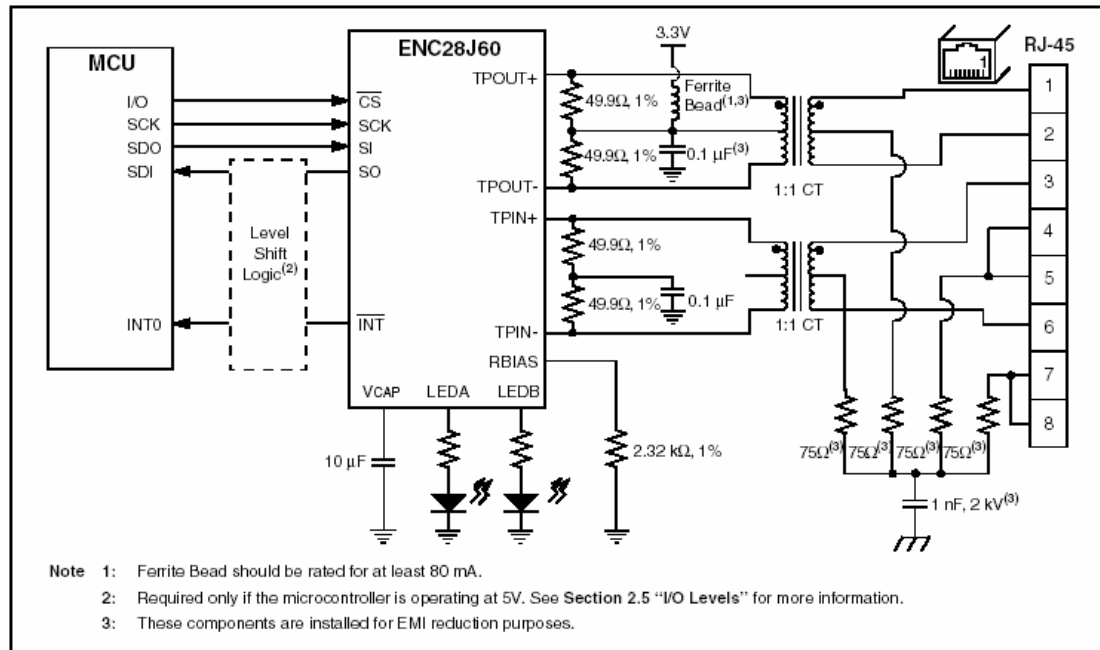 MCU
I/O
SCK
SDO
SDI
INT0
Level
Shift
Logic(2)
ENC28J60
CS
SCK
SI
SO
INT
TPOUT+
TPOUT-
TPIN+
TPIN-
RBIAS
VCAP LEDA LEDB
10 µF
2.32 kΩ, 1%
3.3V
Ferrite
Bead(1,3)
49.9Ω, 1%
49.9Ω, 1%
0.1 µF(3)
1:1 CT
49.9Ω, 1%
49.9Ω, 1%
0.1 µF
1:1 CT
1
RJ-45
1
2
3
4
5
6
7
8
75Ω(3) 75Ω(3) 75Ω(3) 75Ω(3)
1 nF, 2 kV(3)
Note 1: Ferrite Bead should be rated for at least 80 mA.
2: Required only if the microcontroller is operating at 5V. See Section 2.5 “I/O Levels” for more information.
3: These components are installed for EMI reduction purposes.